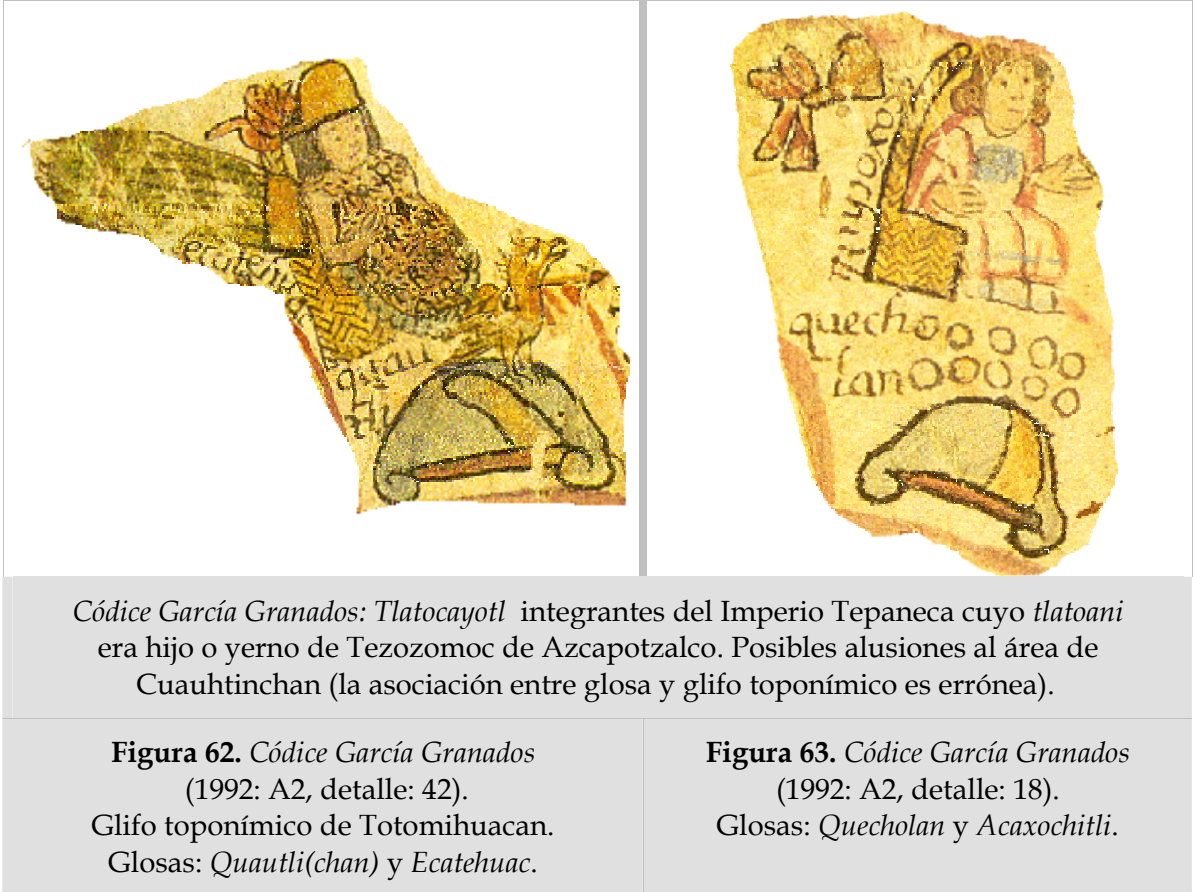 quau
quecho
lan
Códice García Granados: Tlatocayotl integrantes del Imperio Tepaneca cuyo tlatoani
era hijo o yerno de Tezozomoc de Azcapotzalco. Posibles alusiones al área de
Cuauhtinchan (la asociación entre glosa y glifo toponímico es errónea).
Figura 62. Códice García Granados
(1992: A2, detalle: 42).
Glifo toponímico de Totomihuacan.
Glosas: Quautli(chan) y Ecatehuac.
Figura 63. Códice García Granados
(1992: A2, detalle: 18).
Glosas: Quecholan y Acaxochitli.